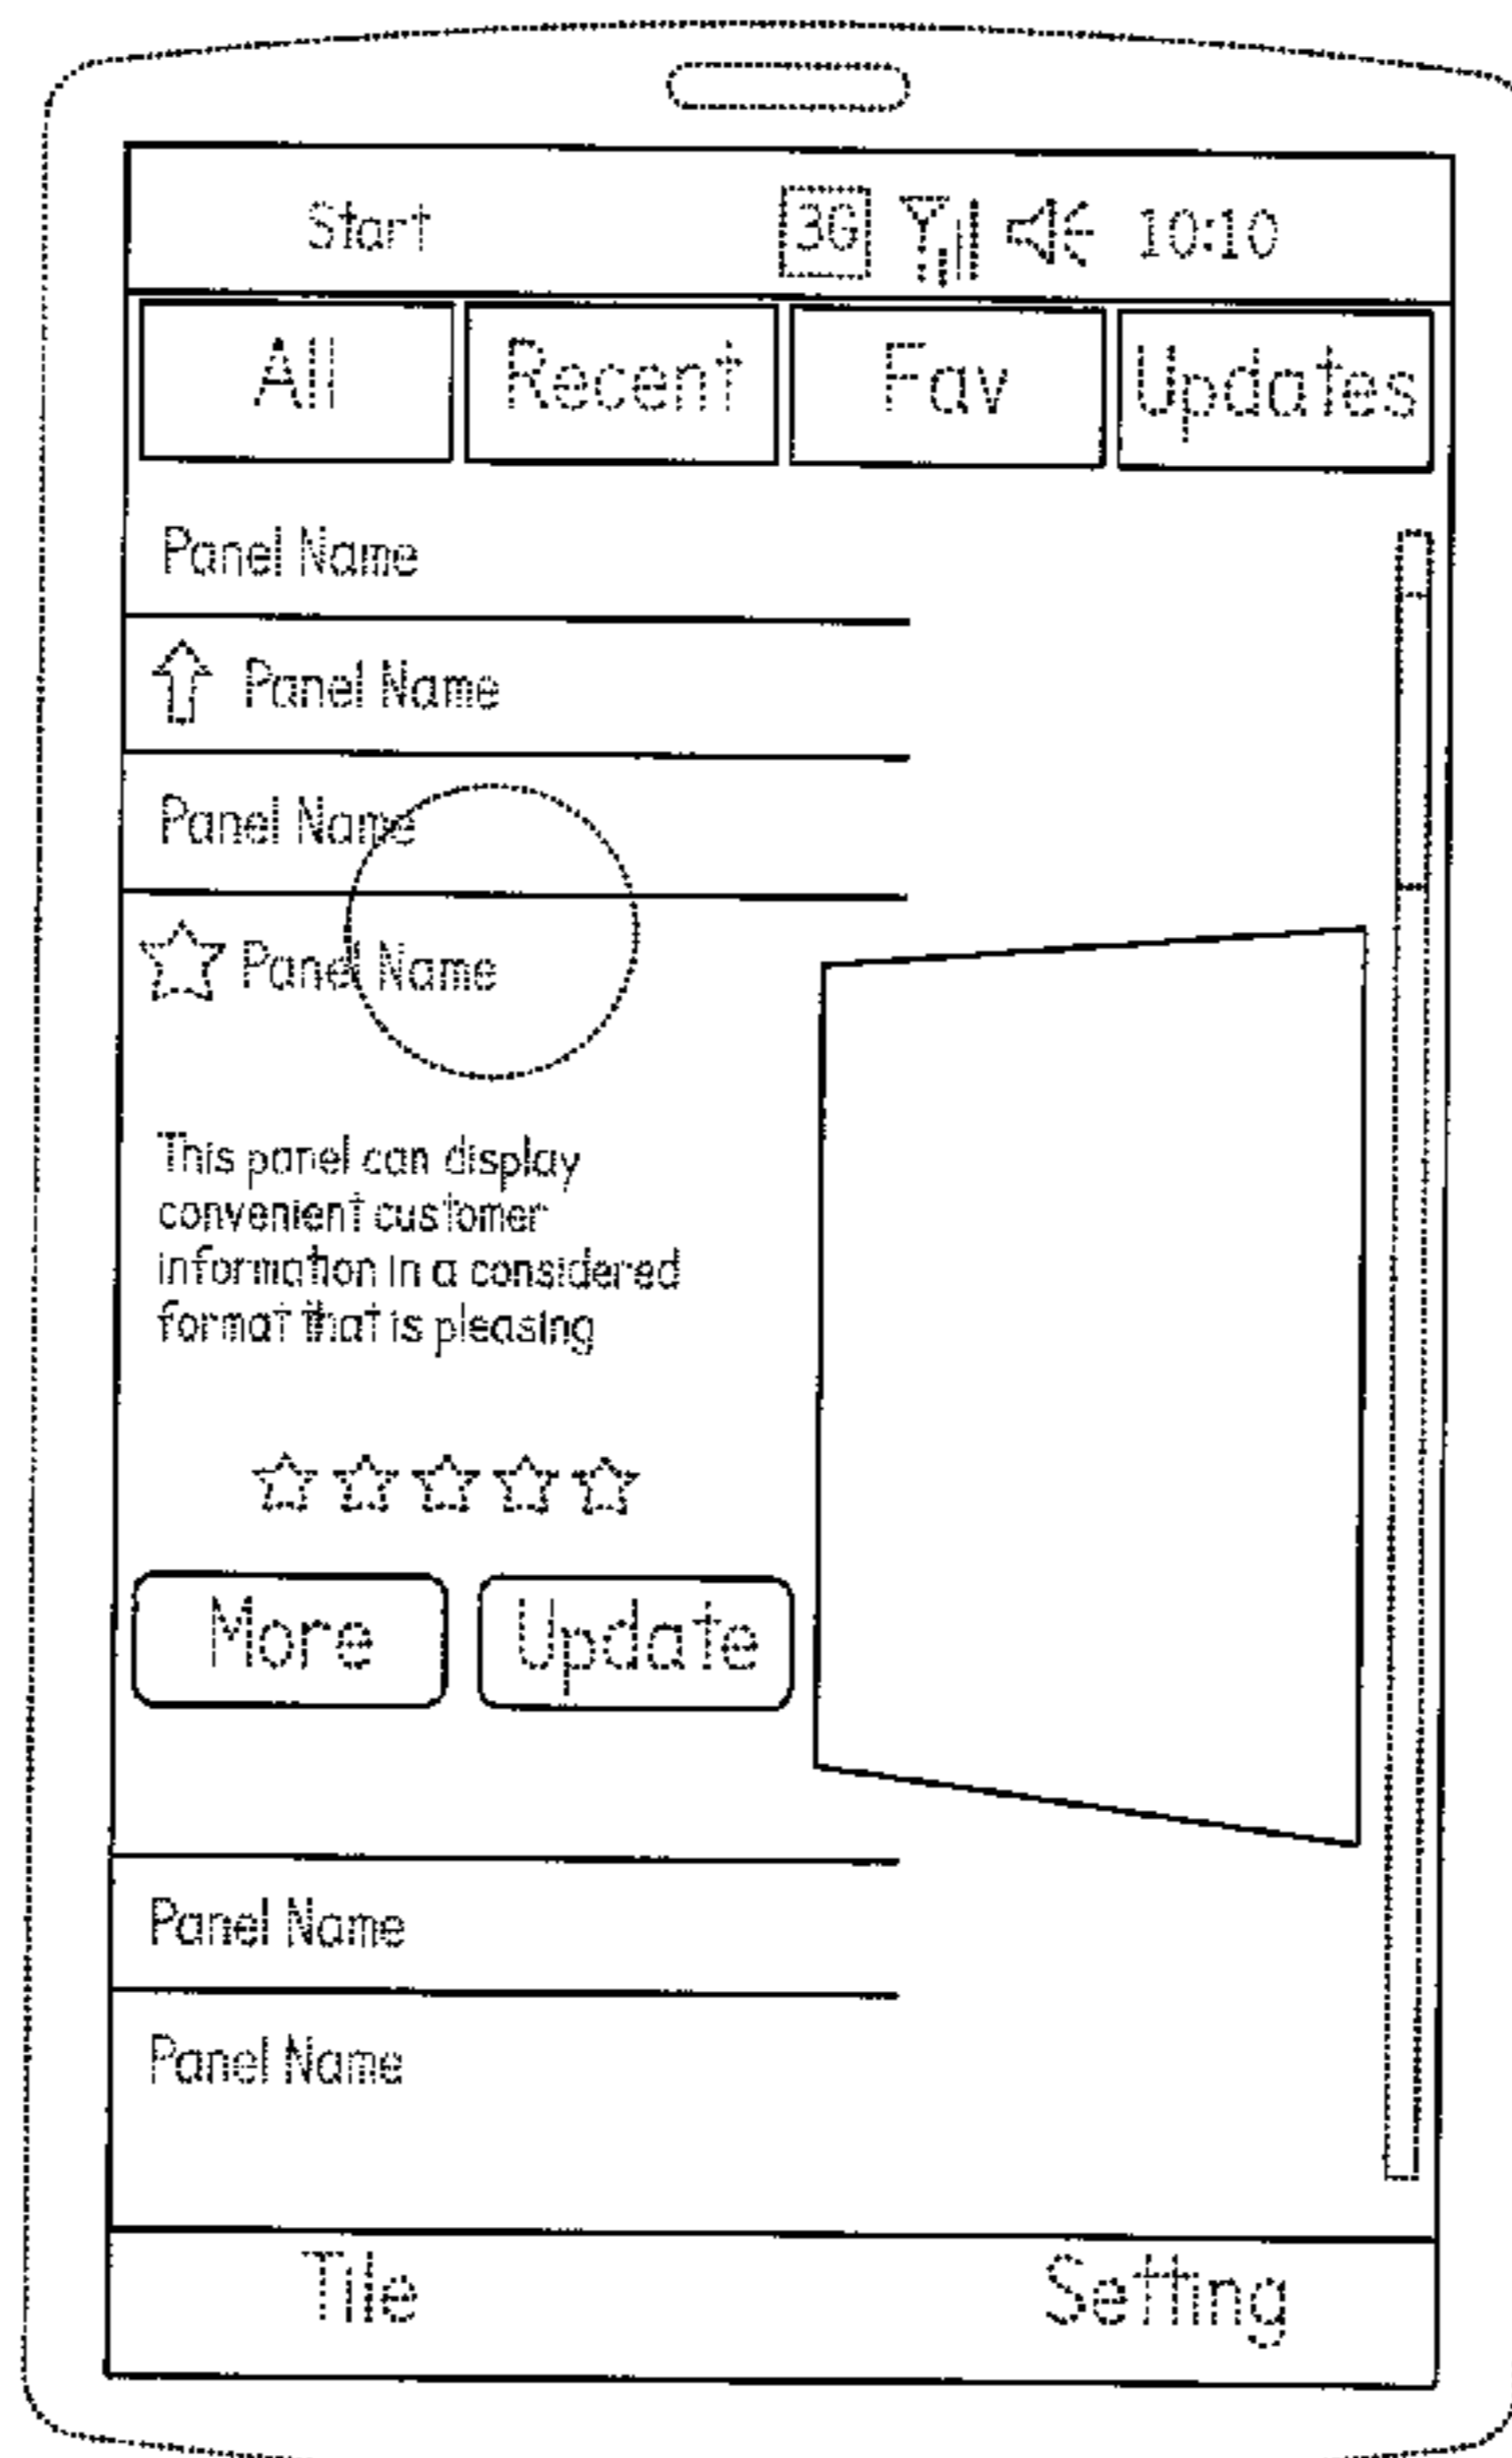 Start 3G 10:10
All Recent Fav Updates
Panel Name
Panel Name
Panel Name
Panel Name
This panel can display
convenient customer
information in a considered
format that is pleasing
More Update
Panel Name
Panel Name
Tile Setting